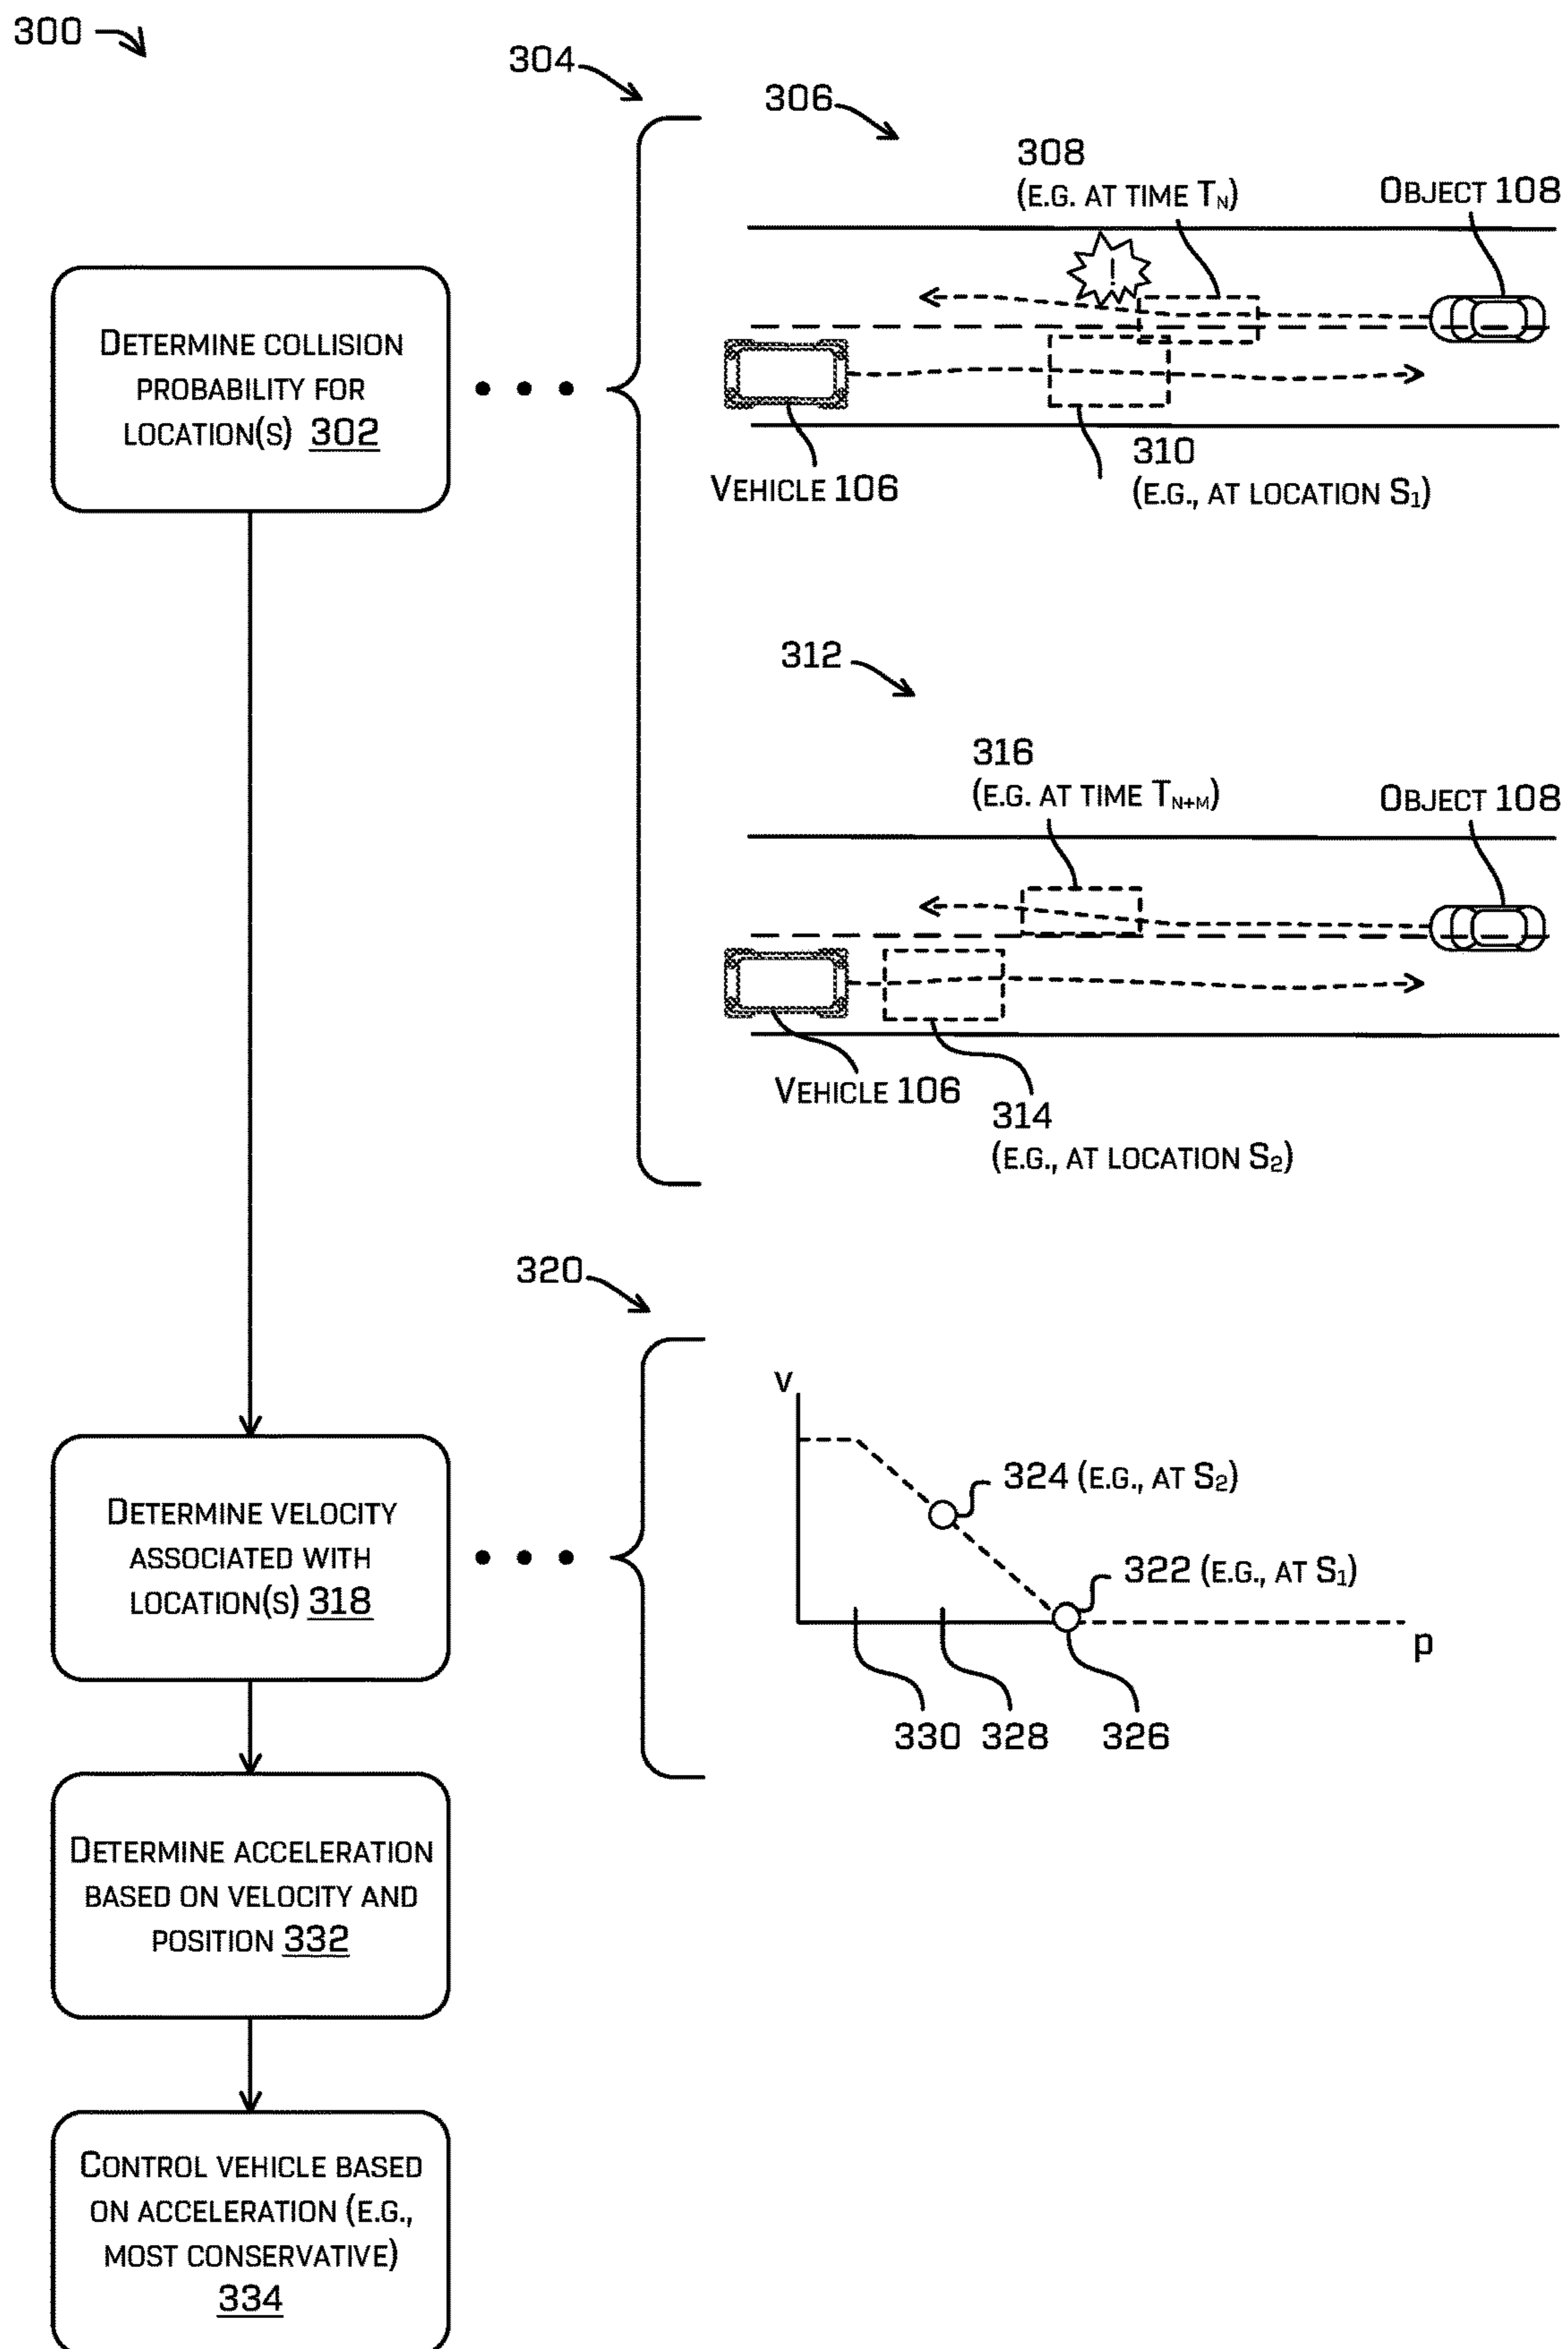 300
304
306
308
(E.G. AT TIME TN)
OBJECT 108
DETERMINE COLLISION
PROBABILITY FOR
LOCATION(S) 302
!
VEHICLE 106
310
(E.G., AT LOCATION S1)
312
316
(E.G. AT TIME TN+M)
OBJECT 108
VEHICLE 106
314
(E.G., AT LOCATION S2)
320
V
324 (E.G., AT S2)
DETERMINE VELOCITY
ASSOCIATED WITH
LOCATION(S) 318
322 (E.G., AT S1)
p
330 328 326
DETERMINE ACCELERATION
BASED ON VELOCITY AND
POSITION 332
CONTROL VEHICLE BASED
ON ACCELERATION (E.G.,
MOST CONSERVATIVE)
334